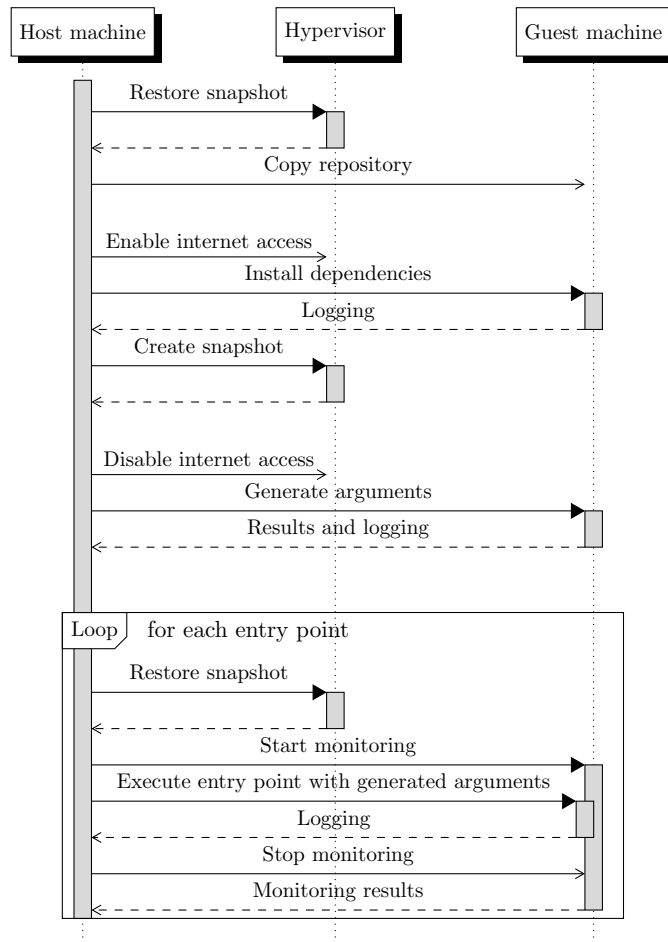 Host machine
Hypervisor
Guest machine
Restore snapshot
Copy repository
Enable internet access
Install dependencies
Logging
Create snapshot
Disable internet access
Generate arguments
Results and logging
Loop
for each entry point
Restore snapshot
Start monitoring
Execute entry point with generated arguments
Logging
Stop monitoring
Monitoring results